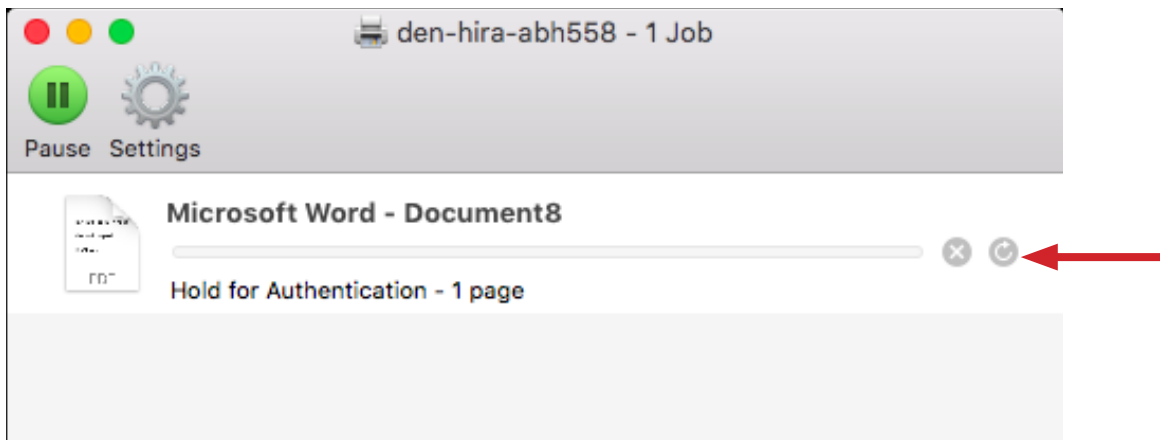 den-hira-abh558 - 1 Job
Pause Settings
Microsoft Word - Document8
Hold for Authentication - 1 page